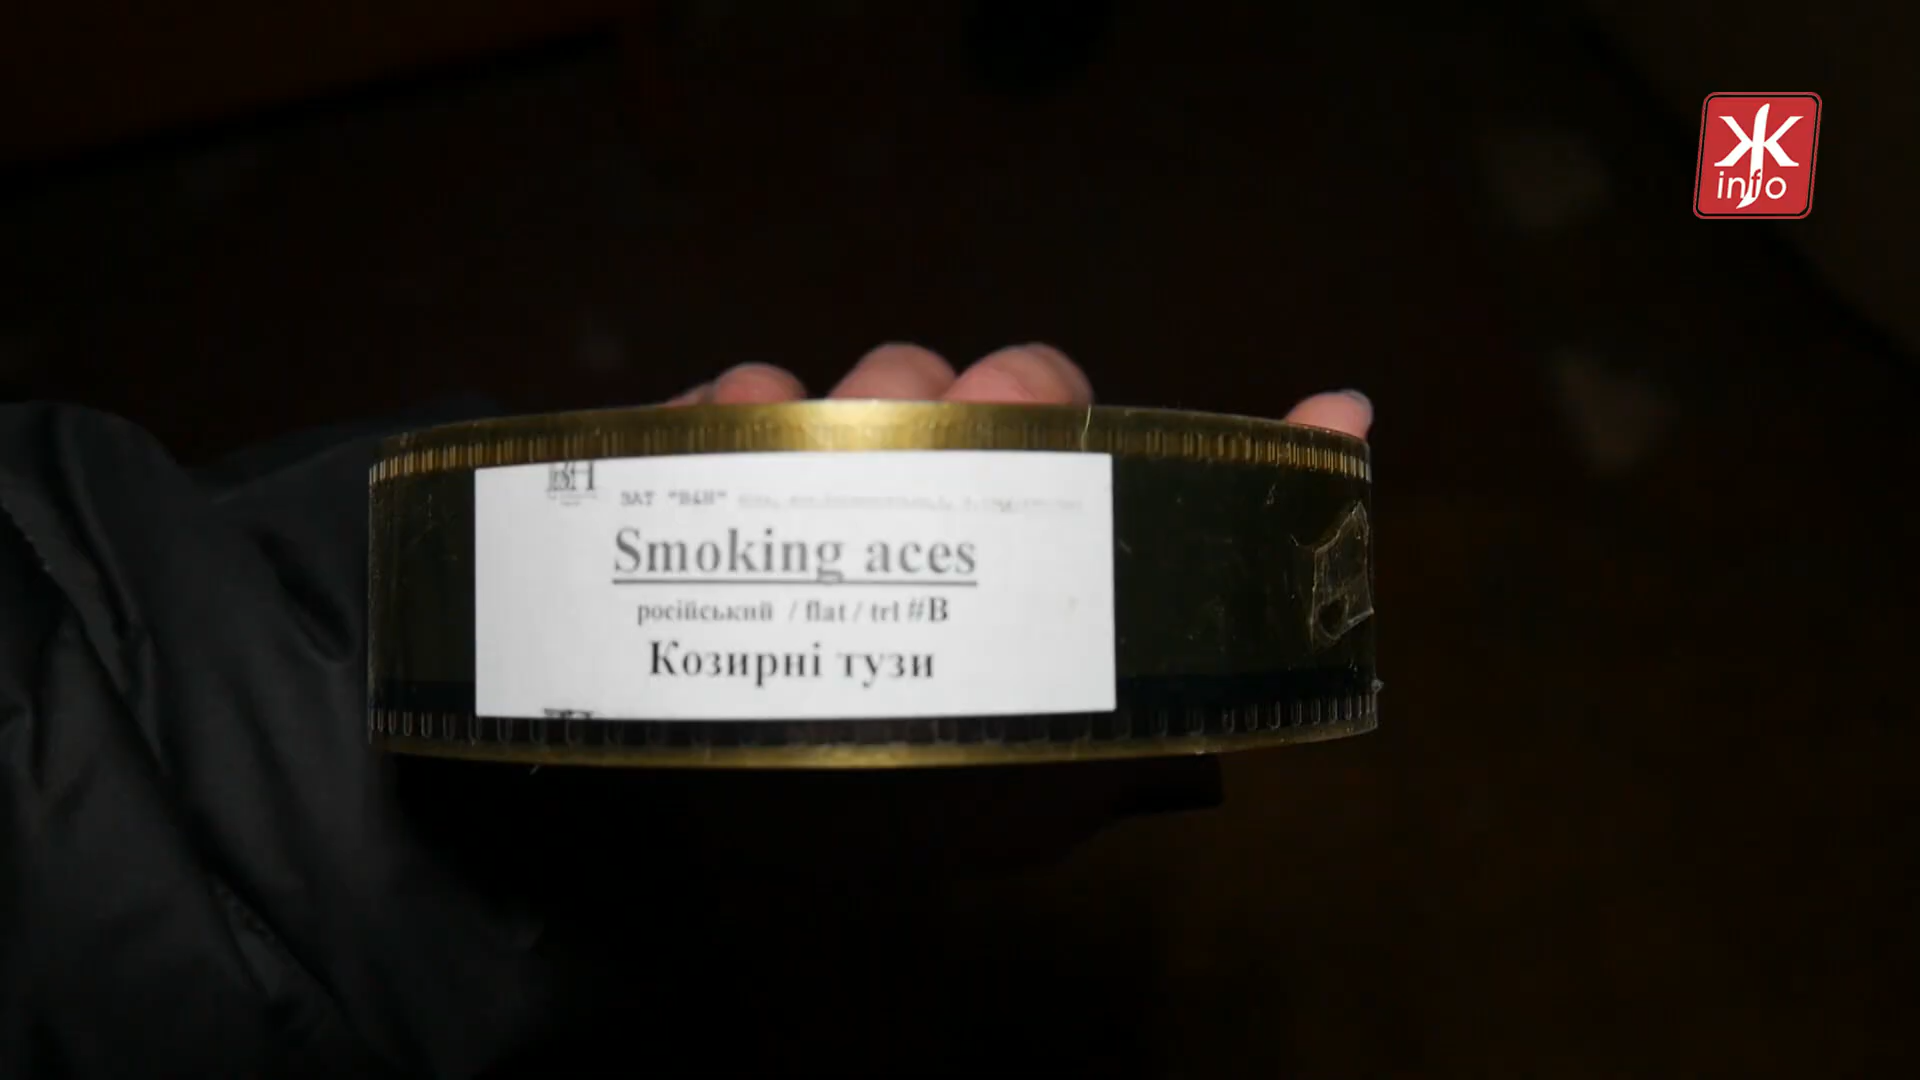 ЗАТ "B&H"
Smoking aces
російський / flat / trl #B
Козирні тузи
Ж
info